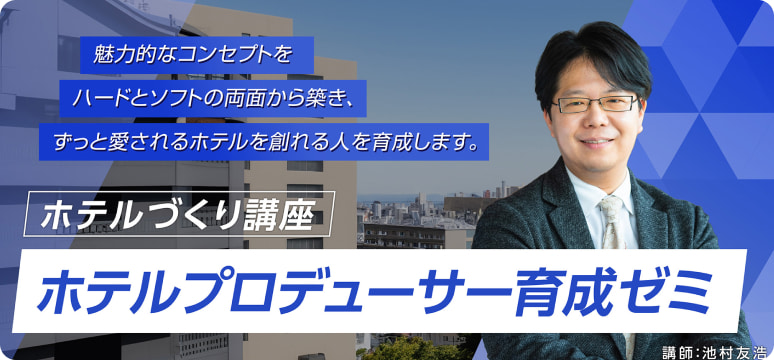 魅力的なコンセプトを
ハードとソフトの両面から築き、
ずっと愛されるホテルを創れる人を育成します。
ホテルづくり講座
ホテルプロデューサー育成ゼミ
講師:池村友浩